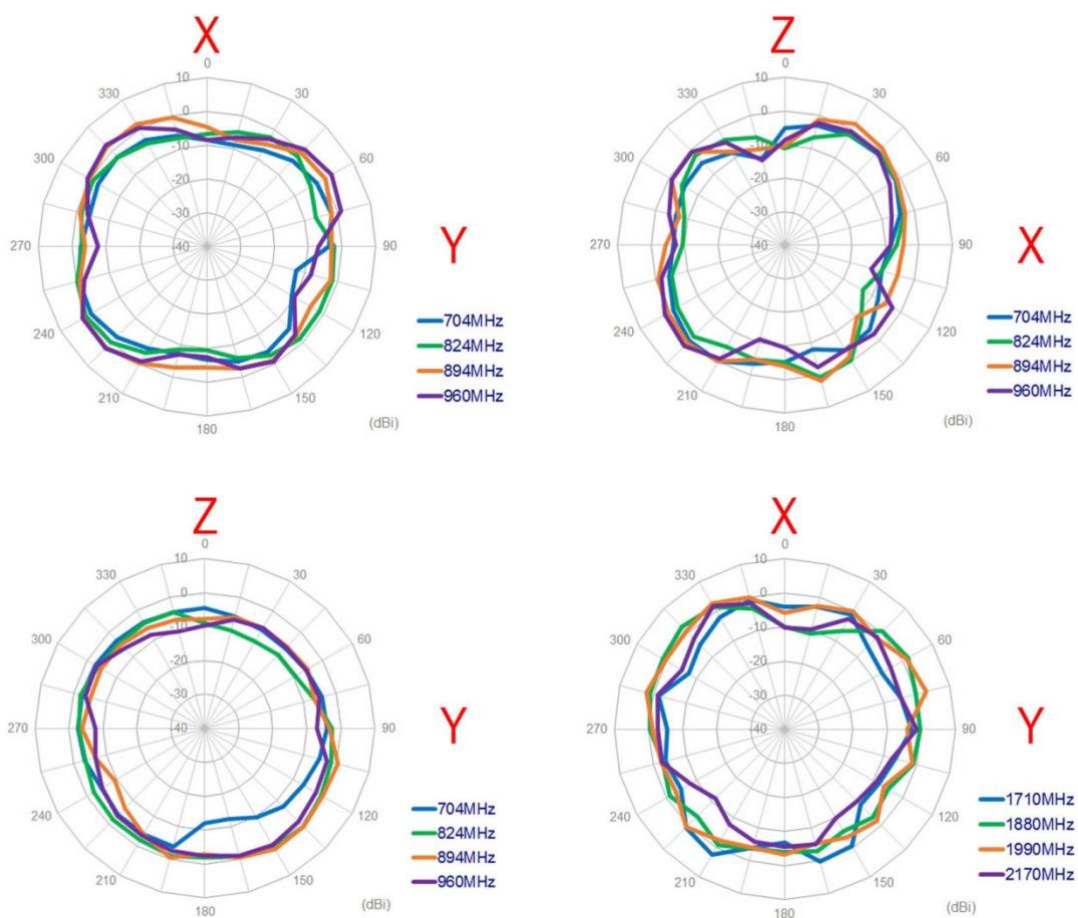 X
0
10
330
30
0
-10
300
60
-20
-30
270
-40
90
Y
704MHz
240
120
824MHz
894MHz
210
150
960MHz
180
(dBi)
Z
0
10
330
30
0
-10
300
60
-20
-30
270
-40
90
X
704MHz
240
120
824MHz
894MHz
210
150
960MHz
180
(dBi)
Z
0
10
330
30
0
-10
300
60
-20
-30
270
-40
90
Y
704MHz
240
120
824MHz
894MHz
210
150
960MHz
180
(dBi)
X
0
10
330
30
0
-10
300
60
-20
-30
270
-40
90
Y
1710MHz
240
120
1880MHz
1990MHz
210
150
2170MHz
180
(dBi)